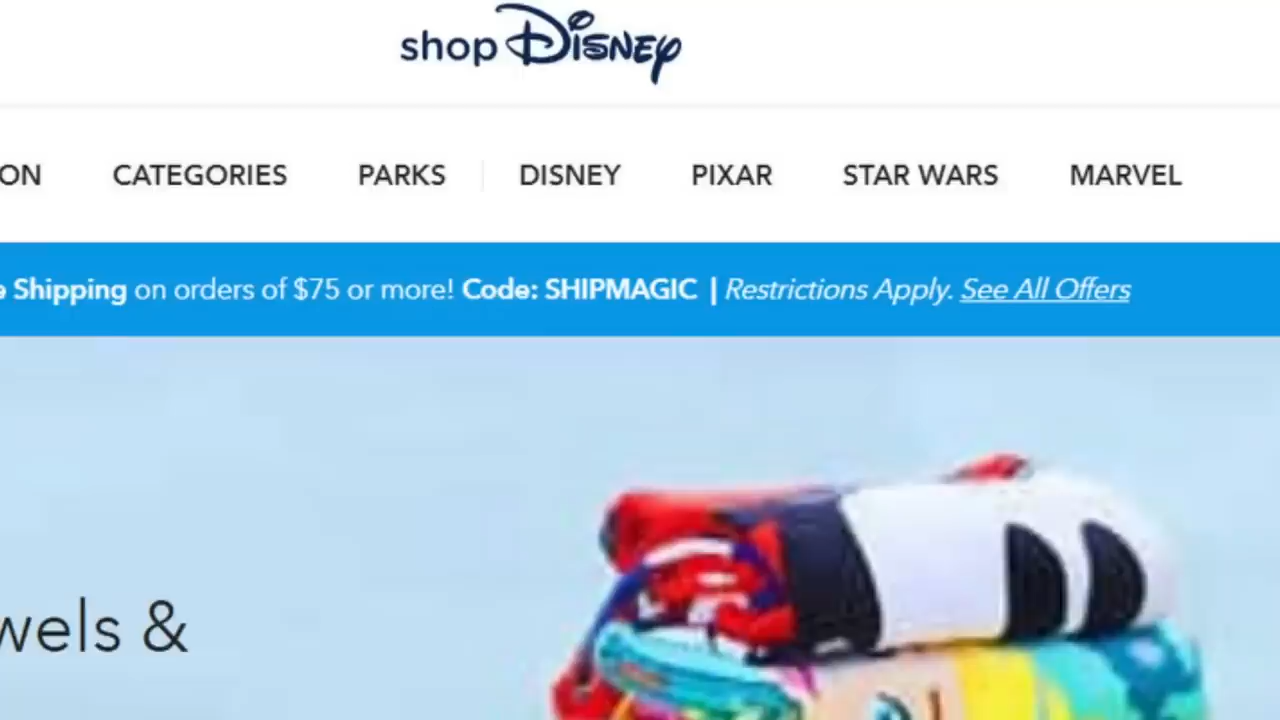 shop Disney
ON CATEGORIES PARKS DISNEY PIXAR STAR WARS MARVEL
e Shipping on orders of $75 or more! Code: SHIPMAGIC | Restrictions Apply. See All Offers
wels &